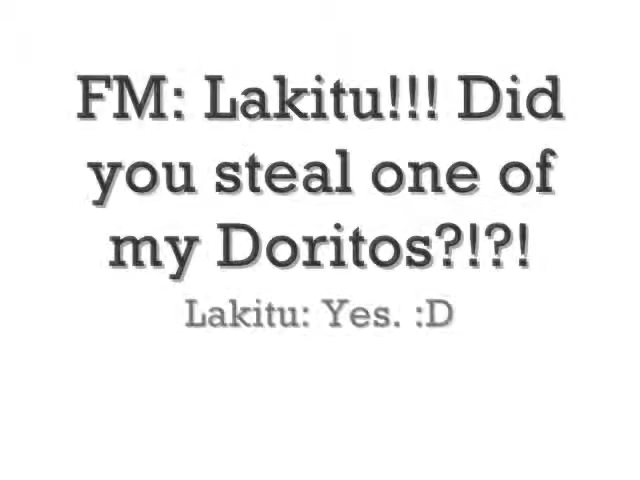 FM: Lakitu!!! Did
you steal one of
my Doritos?!?!
Lakitu: Yes. :D